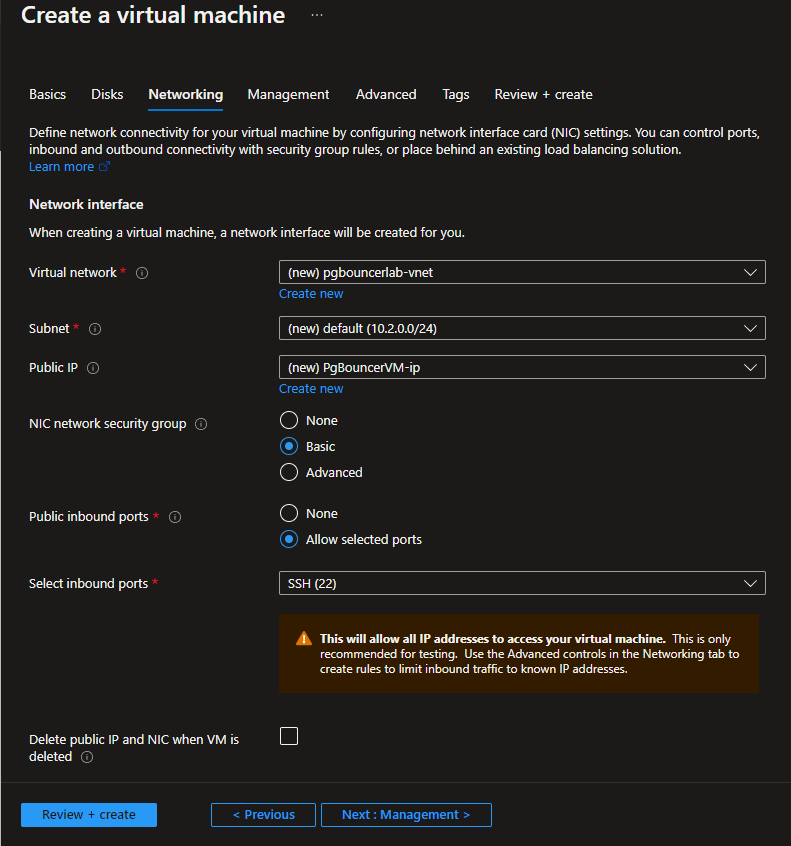 Create a virtual machine ...
Basics Disks Networking Management Advanced Tags Review + create
Define network connectivity for your virtual machine by configuring network interface card (NIC) settings. You can control ports,
inbound and outbound connectivity with security group rules, or place behind an existing load balancing solution.
Learn more
Network interface
When creating a virtual machine, a network interface will be created for you.
Virtual network * (new) pgbouncerlab-vnet
Create new
Subnet * (new) default (10.2.0.0/24)
Public IP (new) PgBouncerVM-ip
Create new
NIC network security group
None
Basic
Advanced
Public inbound ports *
None
Allow selected ports
Select inbound ports * SSH (22)
This will allow all IP addresses to access your virtual machine. This is only
recommended for testing. Use the Advanced controls in the Networking tab to
create rules to limit inbound traffic to known IP addresses.
Delete public IP and NIC when VM is
deleted
Review + create < Previous Next : Management >